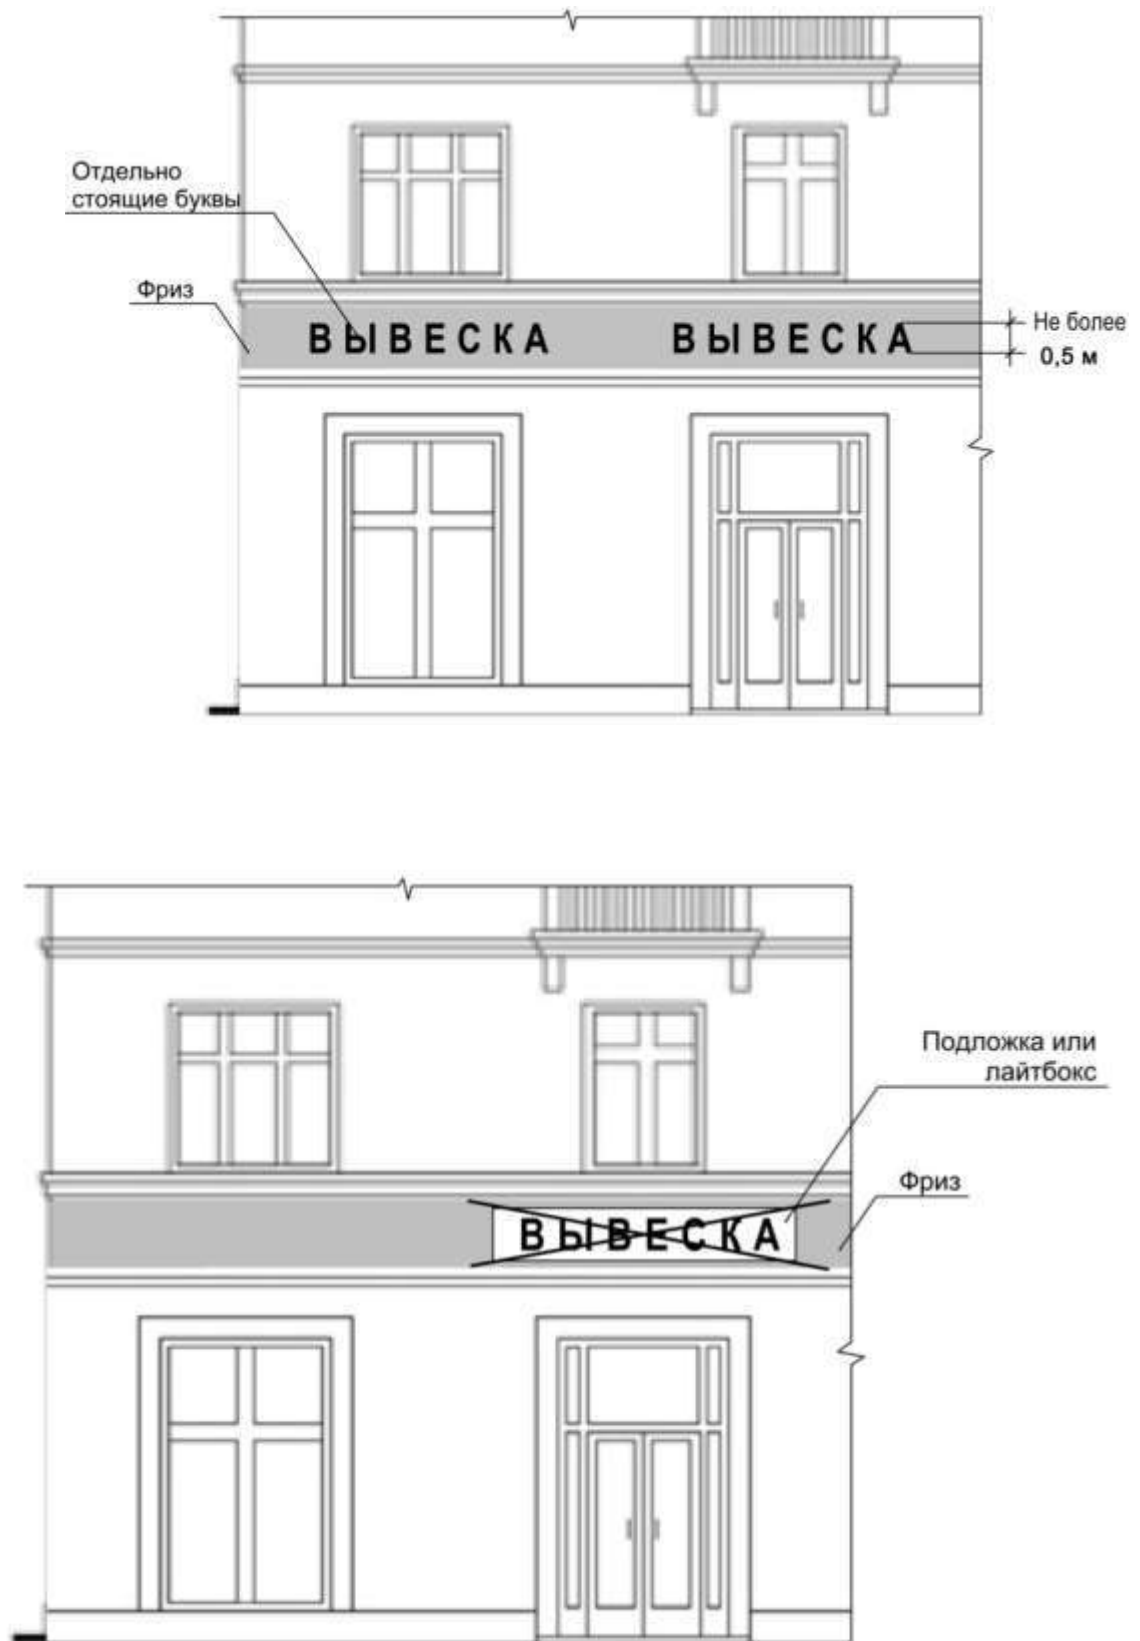 Отдельно
стоящие буквы
Фриз
ВЫВЕСКА ВЫВЕСКА
Не более
0,5 м
Подложка или
лайтбокс
Фриз
ВЫВЕСКА